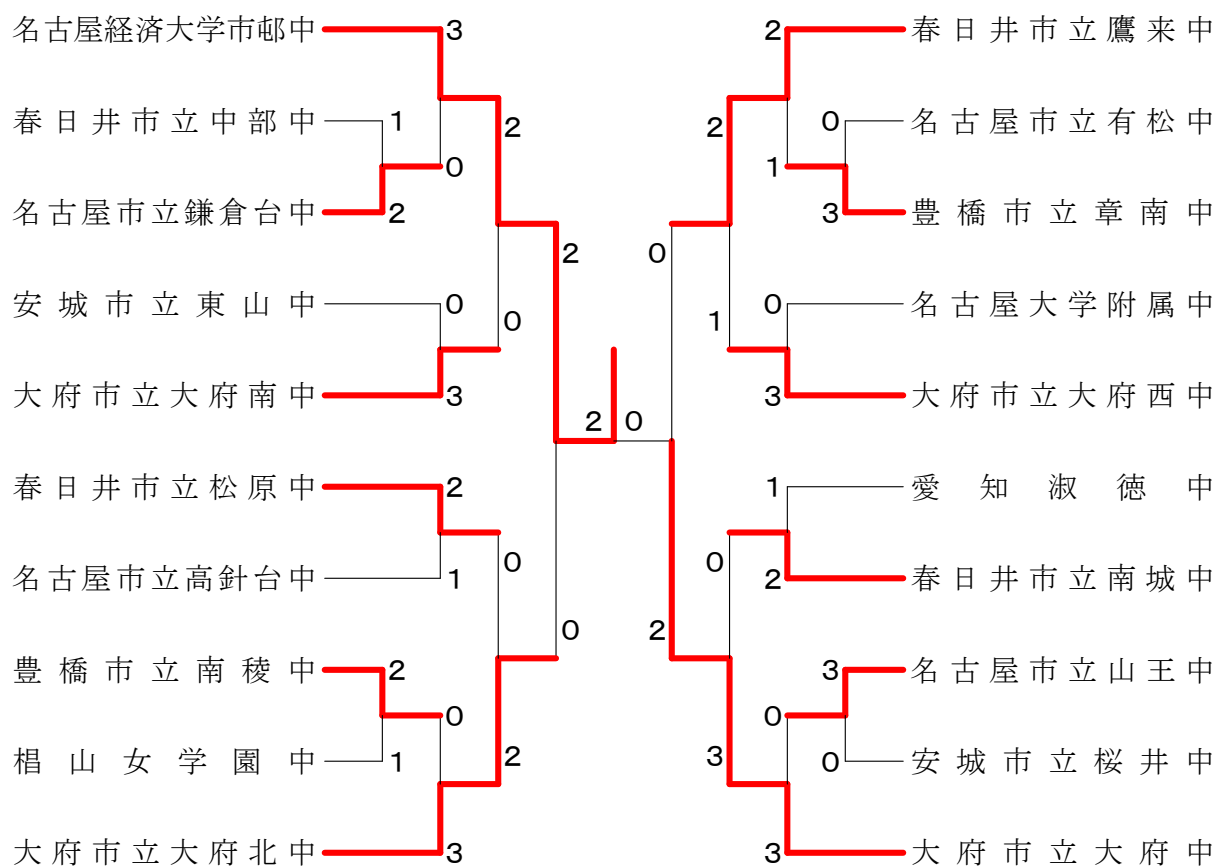 名古屋経済大学市邨中 3 2 春日井市立鷹来中
春日井市立中部中 1 2 2 0 名古屋市立有松中
0 1
名古屋市立鎌倉台中 2 3 豊橋市立章南中
2 0
安城市立東山中 0 0 1 0 名古屋大学附属中
大府市立大府南中 3 3 大府市立大府西中
2 0
春日井市立松原中 2 1 愛知淑徳中
0 0
名古屋市立高針台中 1 2 春日井市立南城中
0 2
豊橋市立南稜中 2 3 名古屋市立山王中
0 0
椙山女学園中 1 2 3 0 安城市立桜井中
大府市立大府北中 3 3 大府市立大府中